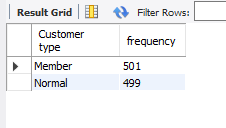 Result Grid Filter Rows:
Customer
type frequency
Member 501
Normal 499